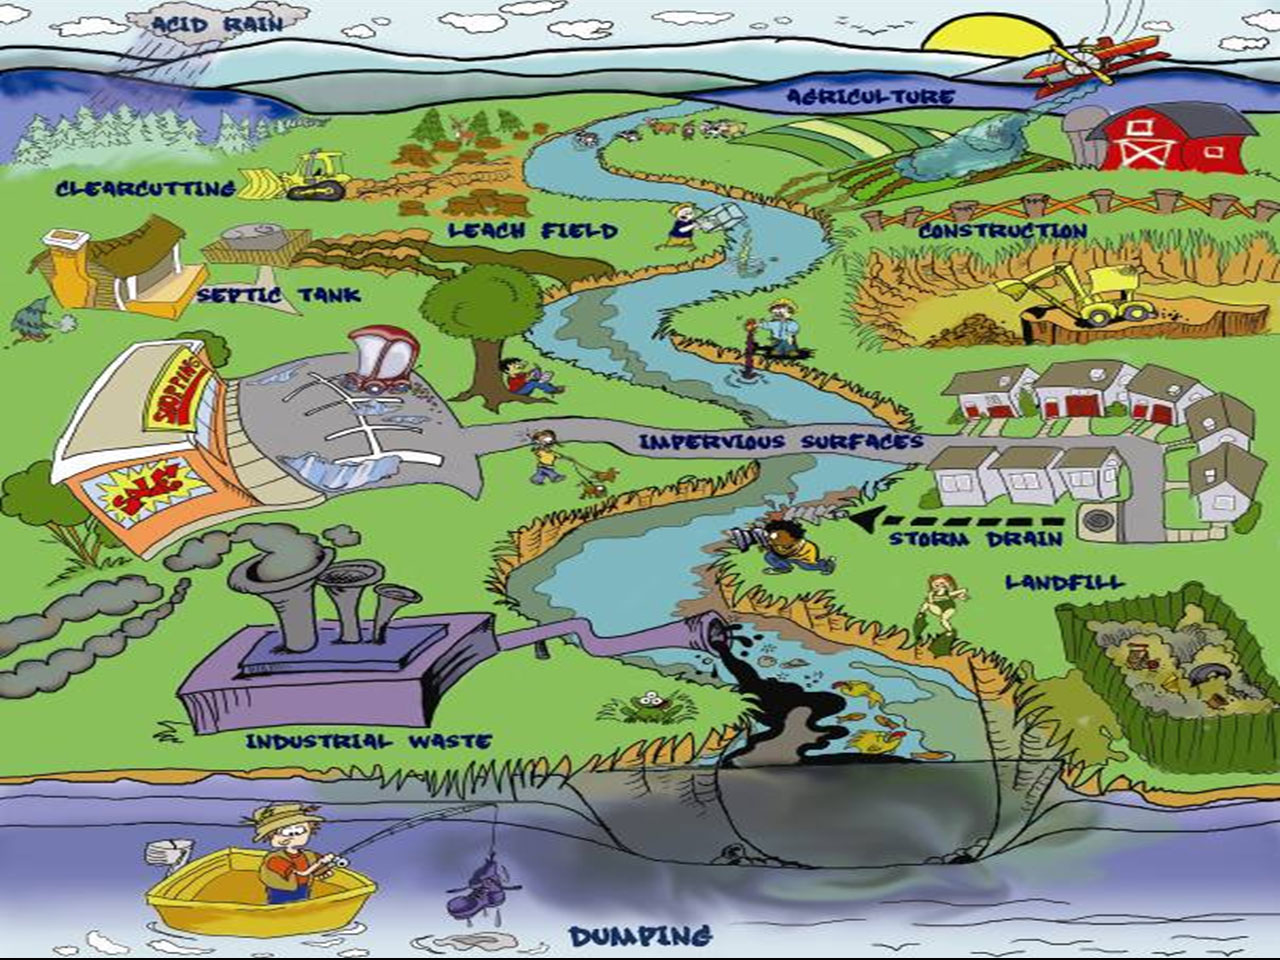 ACID RAIN
AGRICULTURE
CLEARCUTTING
LEACH FIELD
CONSTRUCTION
SEPTIC TANK
SHOPPING
IMPERVIOUS SURFACES
SALE
STORM DRAIN
LANDFILL
INDUSTRIAL WASTE
DUMPING